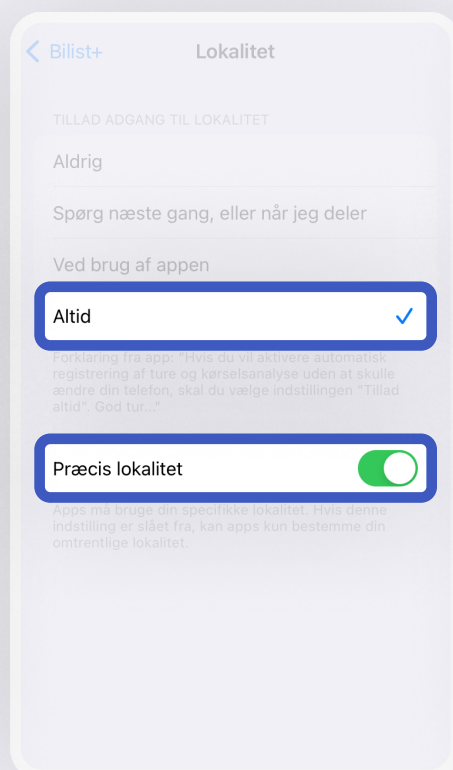 Bilist+
Lokalitet
TILLAD ADGANG TIL LOKALITET
Aldrig
Spørg næste gang, eller når jeg deler
Ved brug af appen
Altid
Forklaring fra app: "Hvis du vil aktivere automatisk
registrering af ture og kørselsanalyse uden at skulle
ændre din telefon, skal du vælge indstillingen "Tillad
altid". God tur..."
Præcis lokalitet
Apps må bruge din specifikke lokalitet. Hvis denne
indstilling er slået fra, kan apps kun bestemme din
omtrentlige lokalitet.